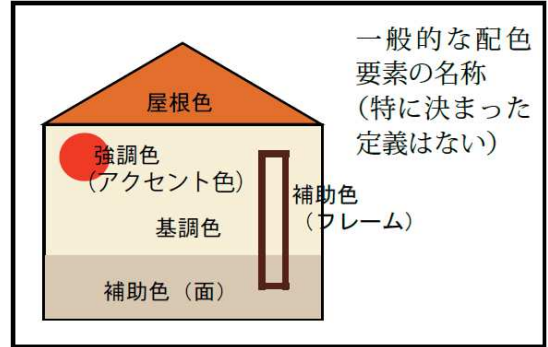 一般的な配色
要素の名称
（特に決まった
定義はない）
屋根色
強調色
（アクセント色）
補助色
（フレーム）
基調色
補助色（面）